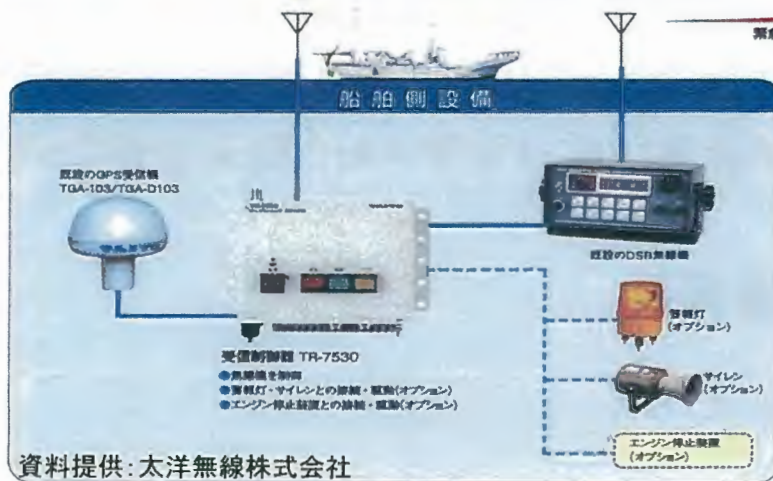 船舶側設備
既設のGPS受信機
TGA-103/TGA-D103
既設のDSB無線機
受信制御器 TR-7530
●無線機を制御
●警報灯・サイレンとの接続・駆動(オプション)
●エンジン停止装置との接続・駆動(オプション)
警報灯
(オプション)
サイレン
(オプション)
エンジン停止装置
(オプション)
資料提供:太洋無線株式会社